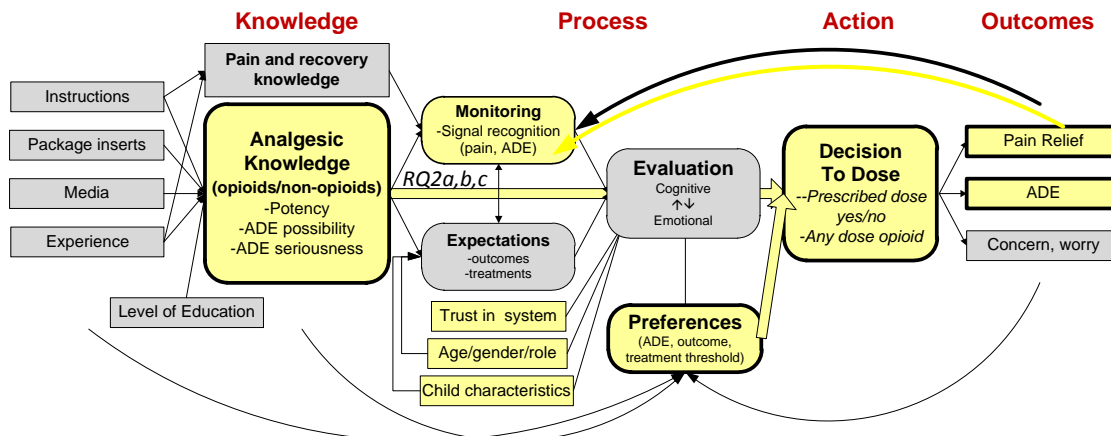 Knowledge
Process
Action
Outcomes
Pain and recovery
knowledge
Instructions
Package inserts
Media
Experience
Level of Education
Analgesic
Knowledge
(opioids/non-opioids)
-Potency
-ADE possibility
-ADE seriousness
Monitoring
-Signal recognition
(pain, ADE)
RQ2a,b,c
Expectations
-outcomes
-treatments
Trust in system
Age/gender/role
Child characteristics
Evaluation
Cognitive
↑↓
Emotional
Preferences
(ADE, outcome,
treatment threshold)
Decision
To Dose
--Prescribed dose
yes/no
-Any dose opioid
Pain Relief
ADE
Concern, worry